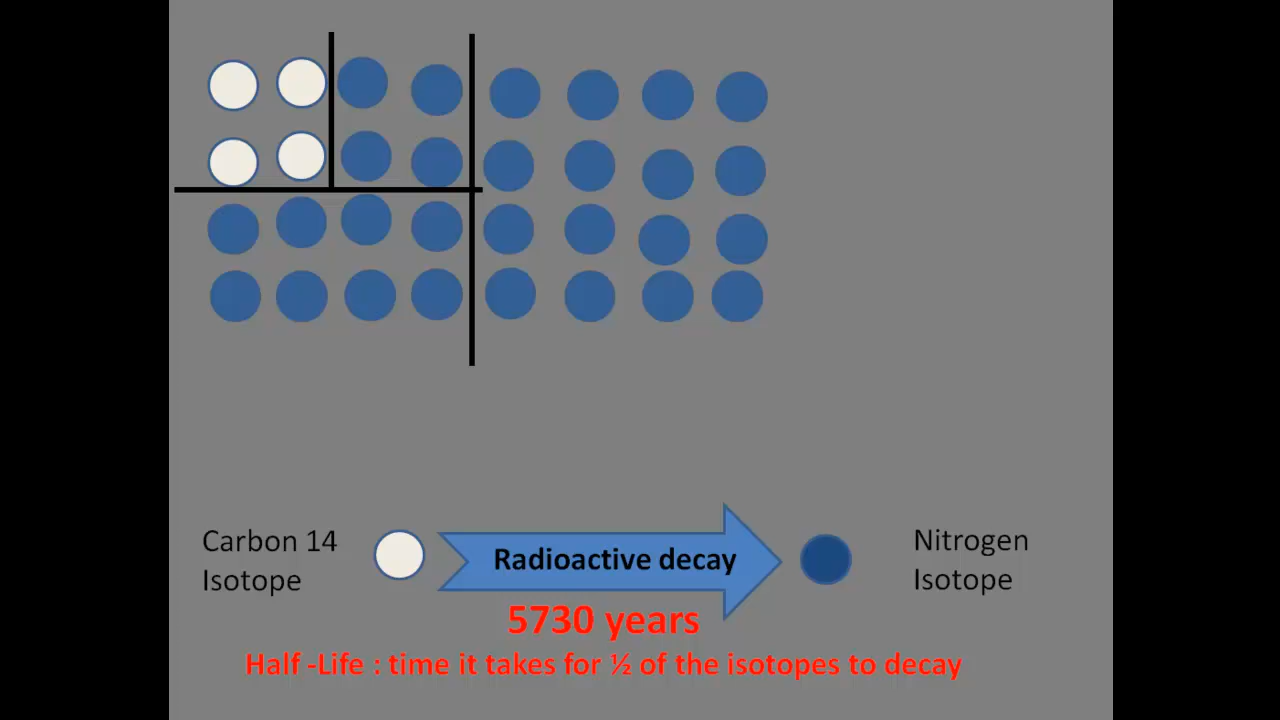 Carbon 14
Isotope
Radioactive decay
Nitrogen
Isotope
5730 years
Half -Life : time it takes for ½ of the isotopes to decay